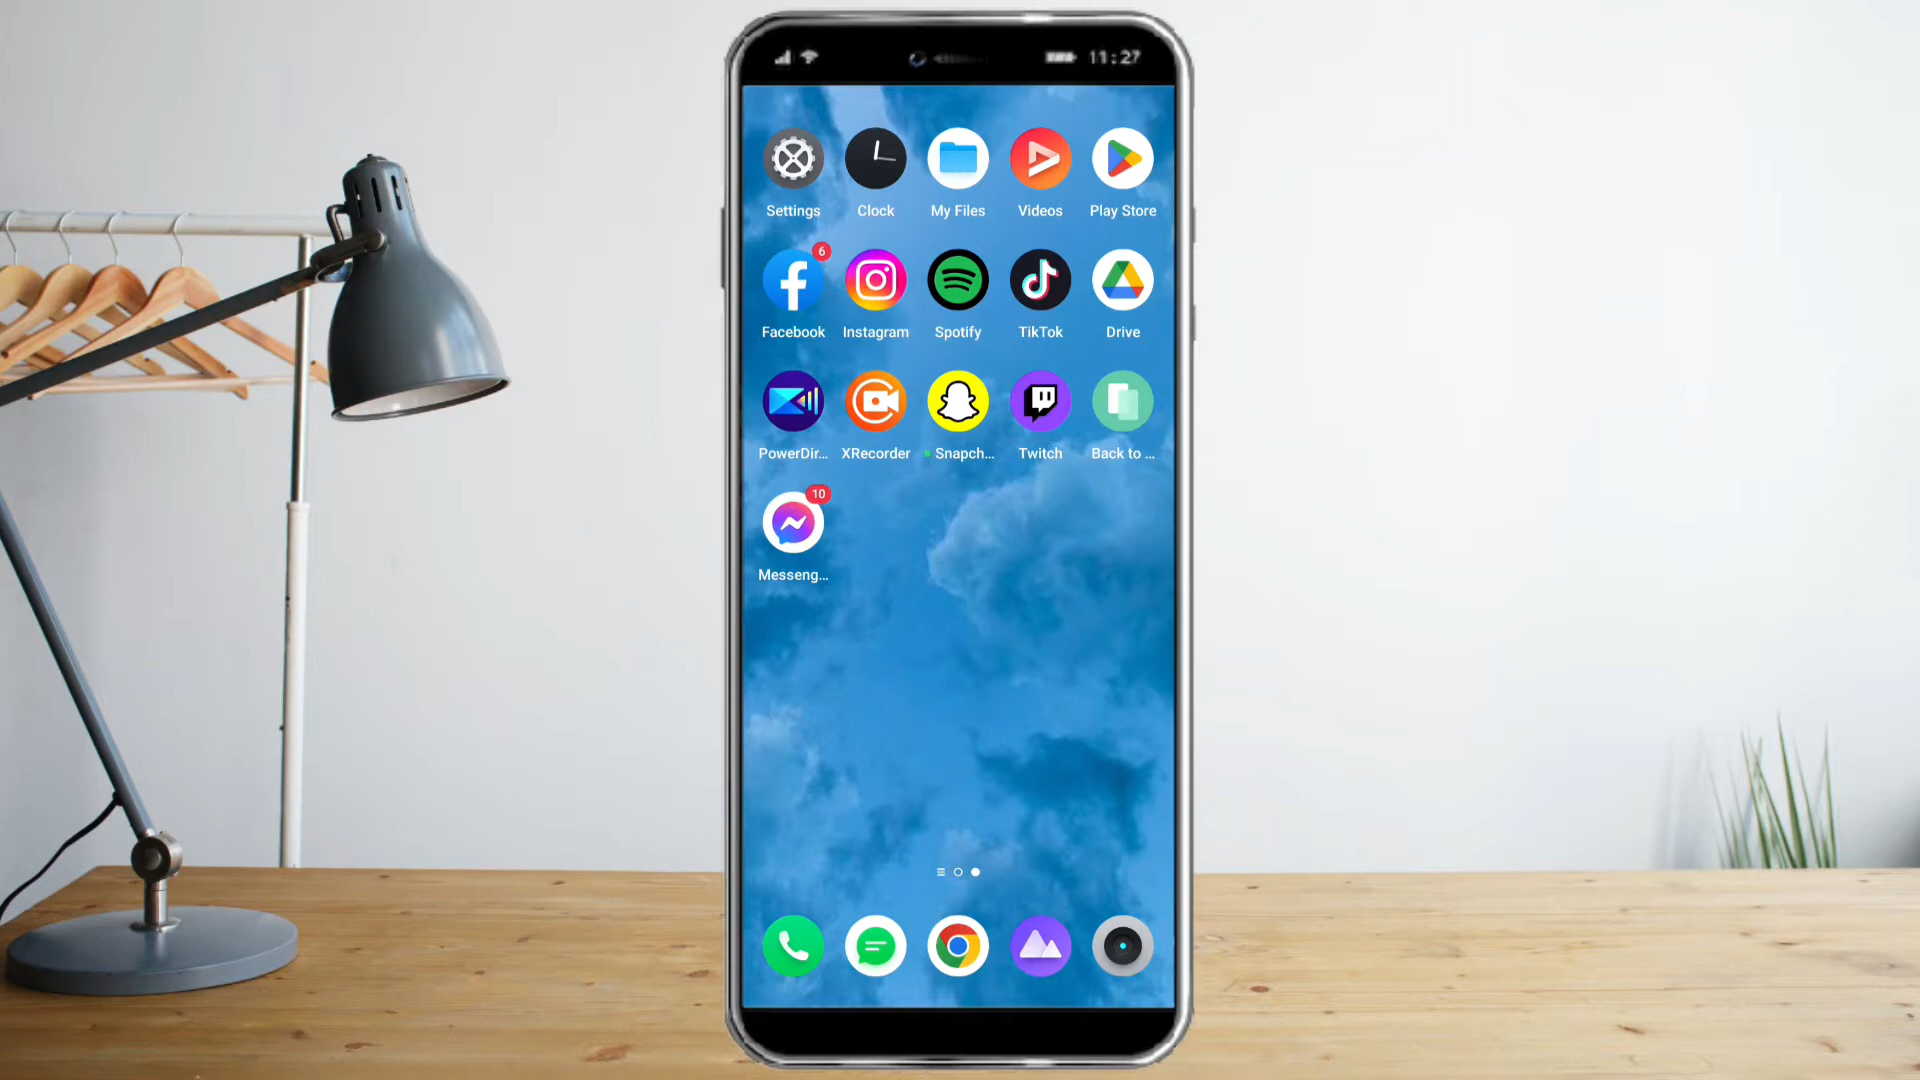 11:27
Settings Clock My Files Videos Play Store
6
Facebook Instagram Spotify TikTok Drive
PowerDir... XRecorder Snapch... Twitch Back to ...
10
Messeng...